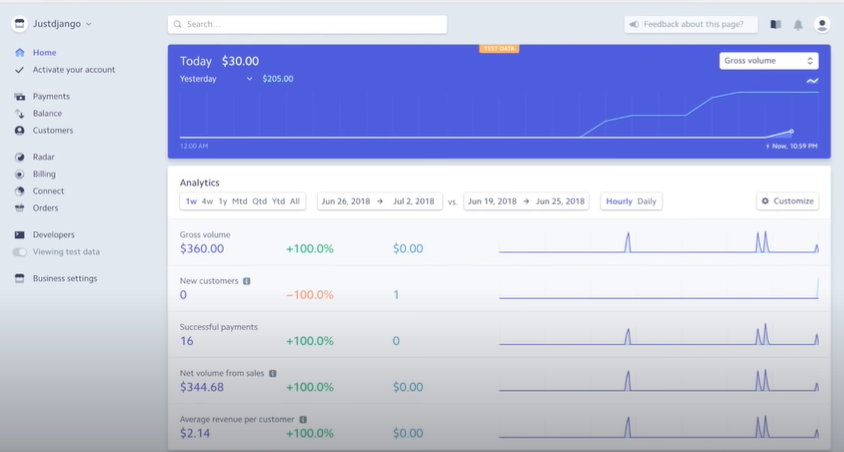 Justdjango
Search...
Feedback about this page?
Home
Activate your account
Payments
Balance
Customers
Radar
Billing
Connect
Orders
Developers
Viewing test data
Business settings
TEST DATA
Today $30.00
Gross volume
Yesterday $205.00
12:00 AM
Now, 10:59 PM
Analytics
1w 4w 1y Mtd Qtd Ytd All Jun 26, 2018 → Jul 2, 2018 vs. Jun 19, 2018 → Jun 25, 2018 Hourly Daily Customize
Gross volume
$360.00 +100.0% $0.00
New customers
0 −100.0% 1
Successful payments
16 +100.0% 0
Net volume from sales
$344.68 +100.0% $0.00
Average revenue per customer
$2.14 +100.0% $0.00